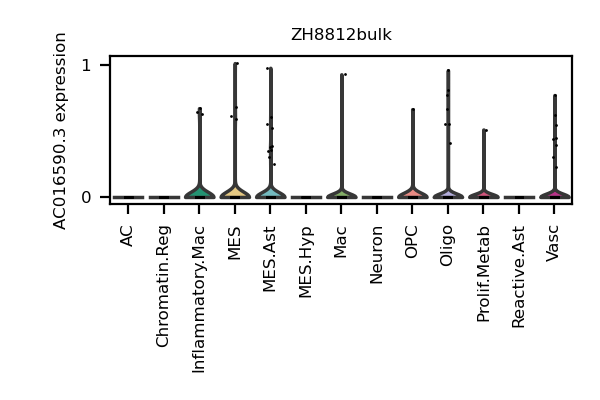 ZH8812bulk
AC016590.3 expression
1
0
AC
Chromatin.Reg
Inflammatory.Mac
MES
MES.Ast
MES.Hyp
Mac
Neuron
OPC
Oligo
Prolif.Metab
Reactive.Ast
Vasc